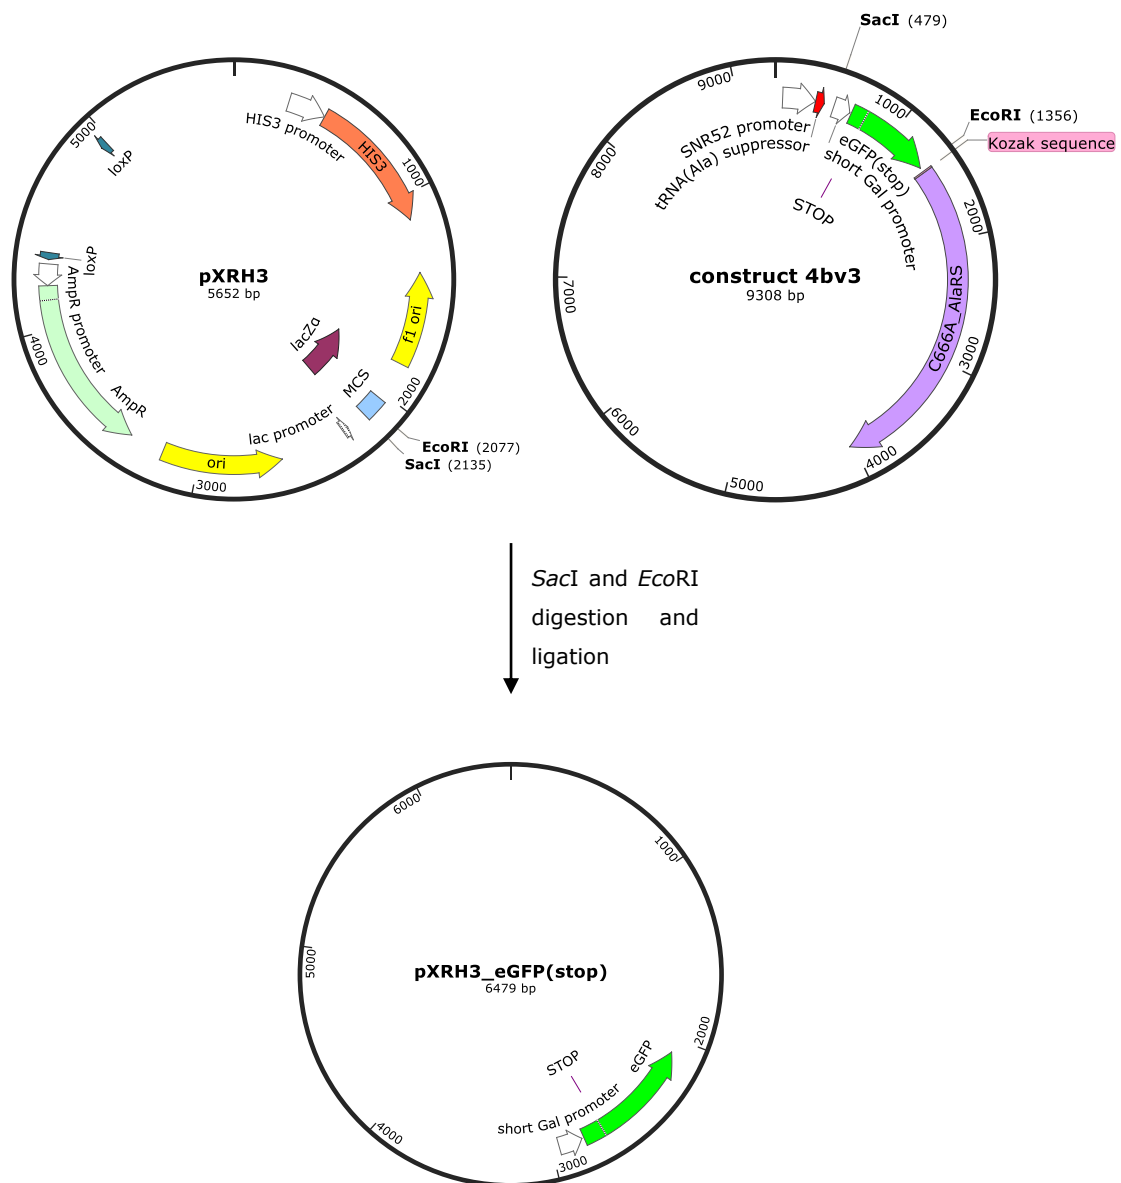 SacI (479)
EcoRI (1356)
Kozak sequence
pXRH3
5652 bp
HIS3 promoter
HIS3
1000
f1 ori
2000
MCS
lacZα
lac promoter
EcoRI (2077)
SacI (2135)
ori
3000
AmpR
AmpR promoter
4000
loxP
loxP
5000
construct 4bv3
9308 bp
SNR52 promoter
tRNA(Ala) suppressor
eGFP(stop)
short Gal promoter
STOP
C666A_AlaRS
1000
2000
3000
4000
5000
6000
7000
8000
9000
SacI and EcoRI
digestion and
ligation
pXRH3_eGFP(stop)
6479 bp
1000
2000
3000
4000
5000
6000
STOP
eGFP
short Gal promoter